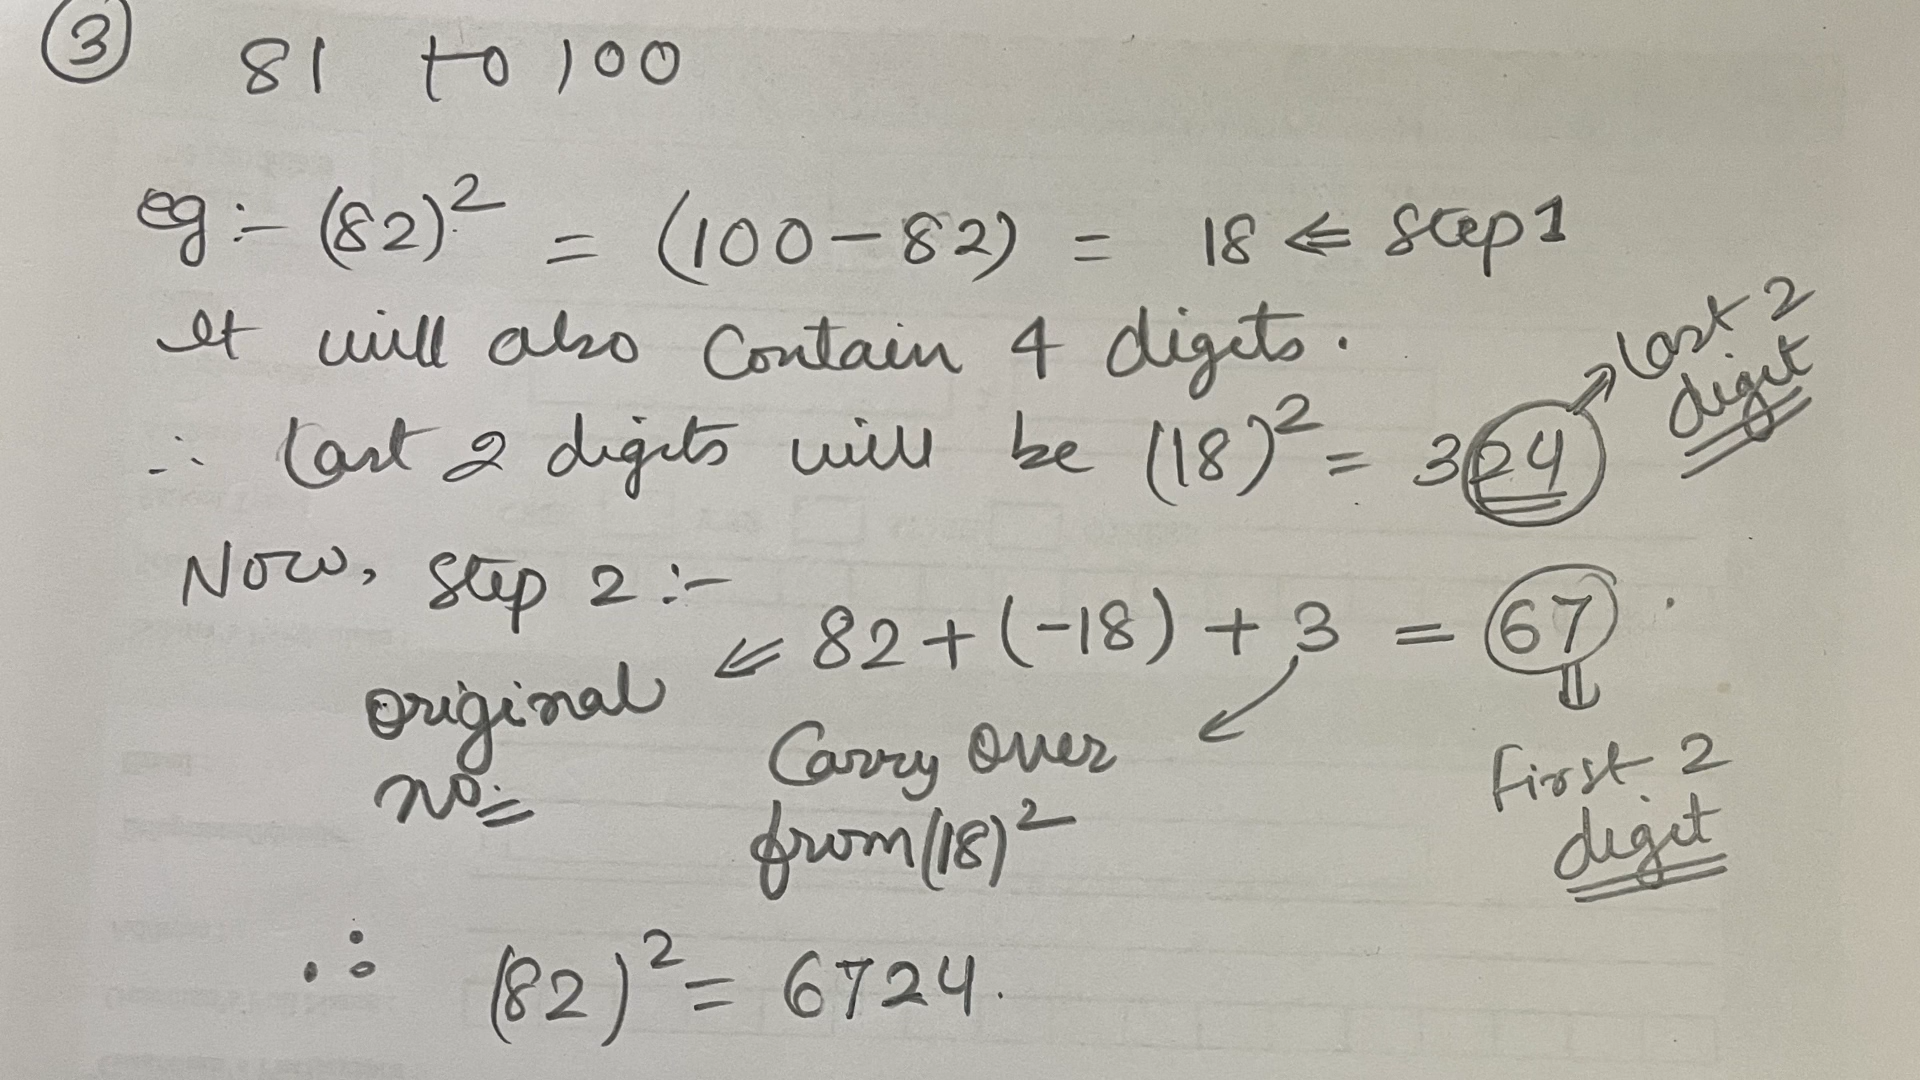 ③ 81 to 100
eg :- (82)² = (100-82) = 18 ⇐ Step 1
It will also Contain 4 digits.
∴ last 2 digits will be (18)² = 324 → last 2 digit
Now, Step 2 :-
original no. ⇐ 82 + (-18) + 3 = 67.
Carry Over from (18)²
First 2 digit
∴ (82)² = 6724.